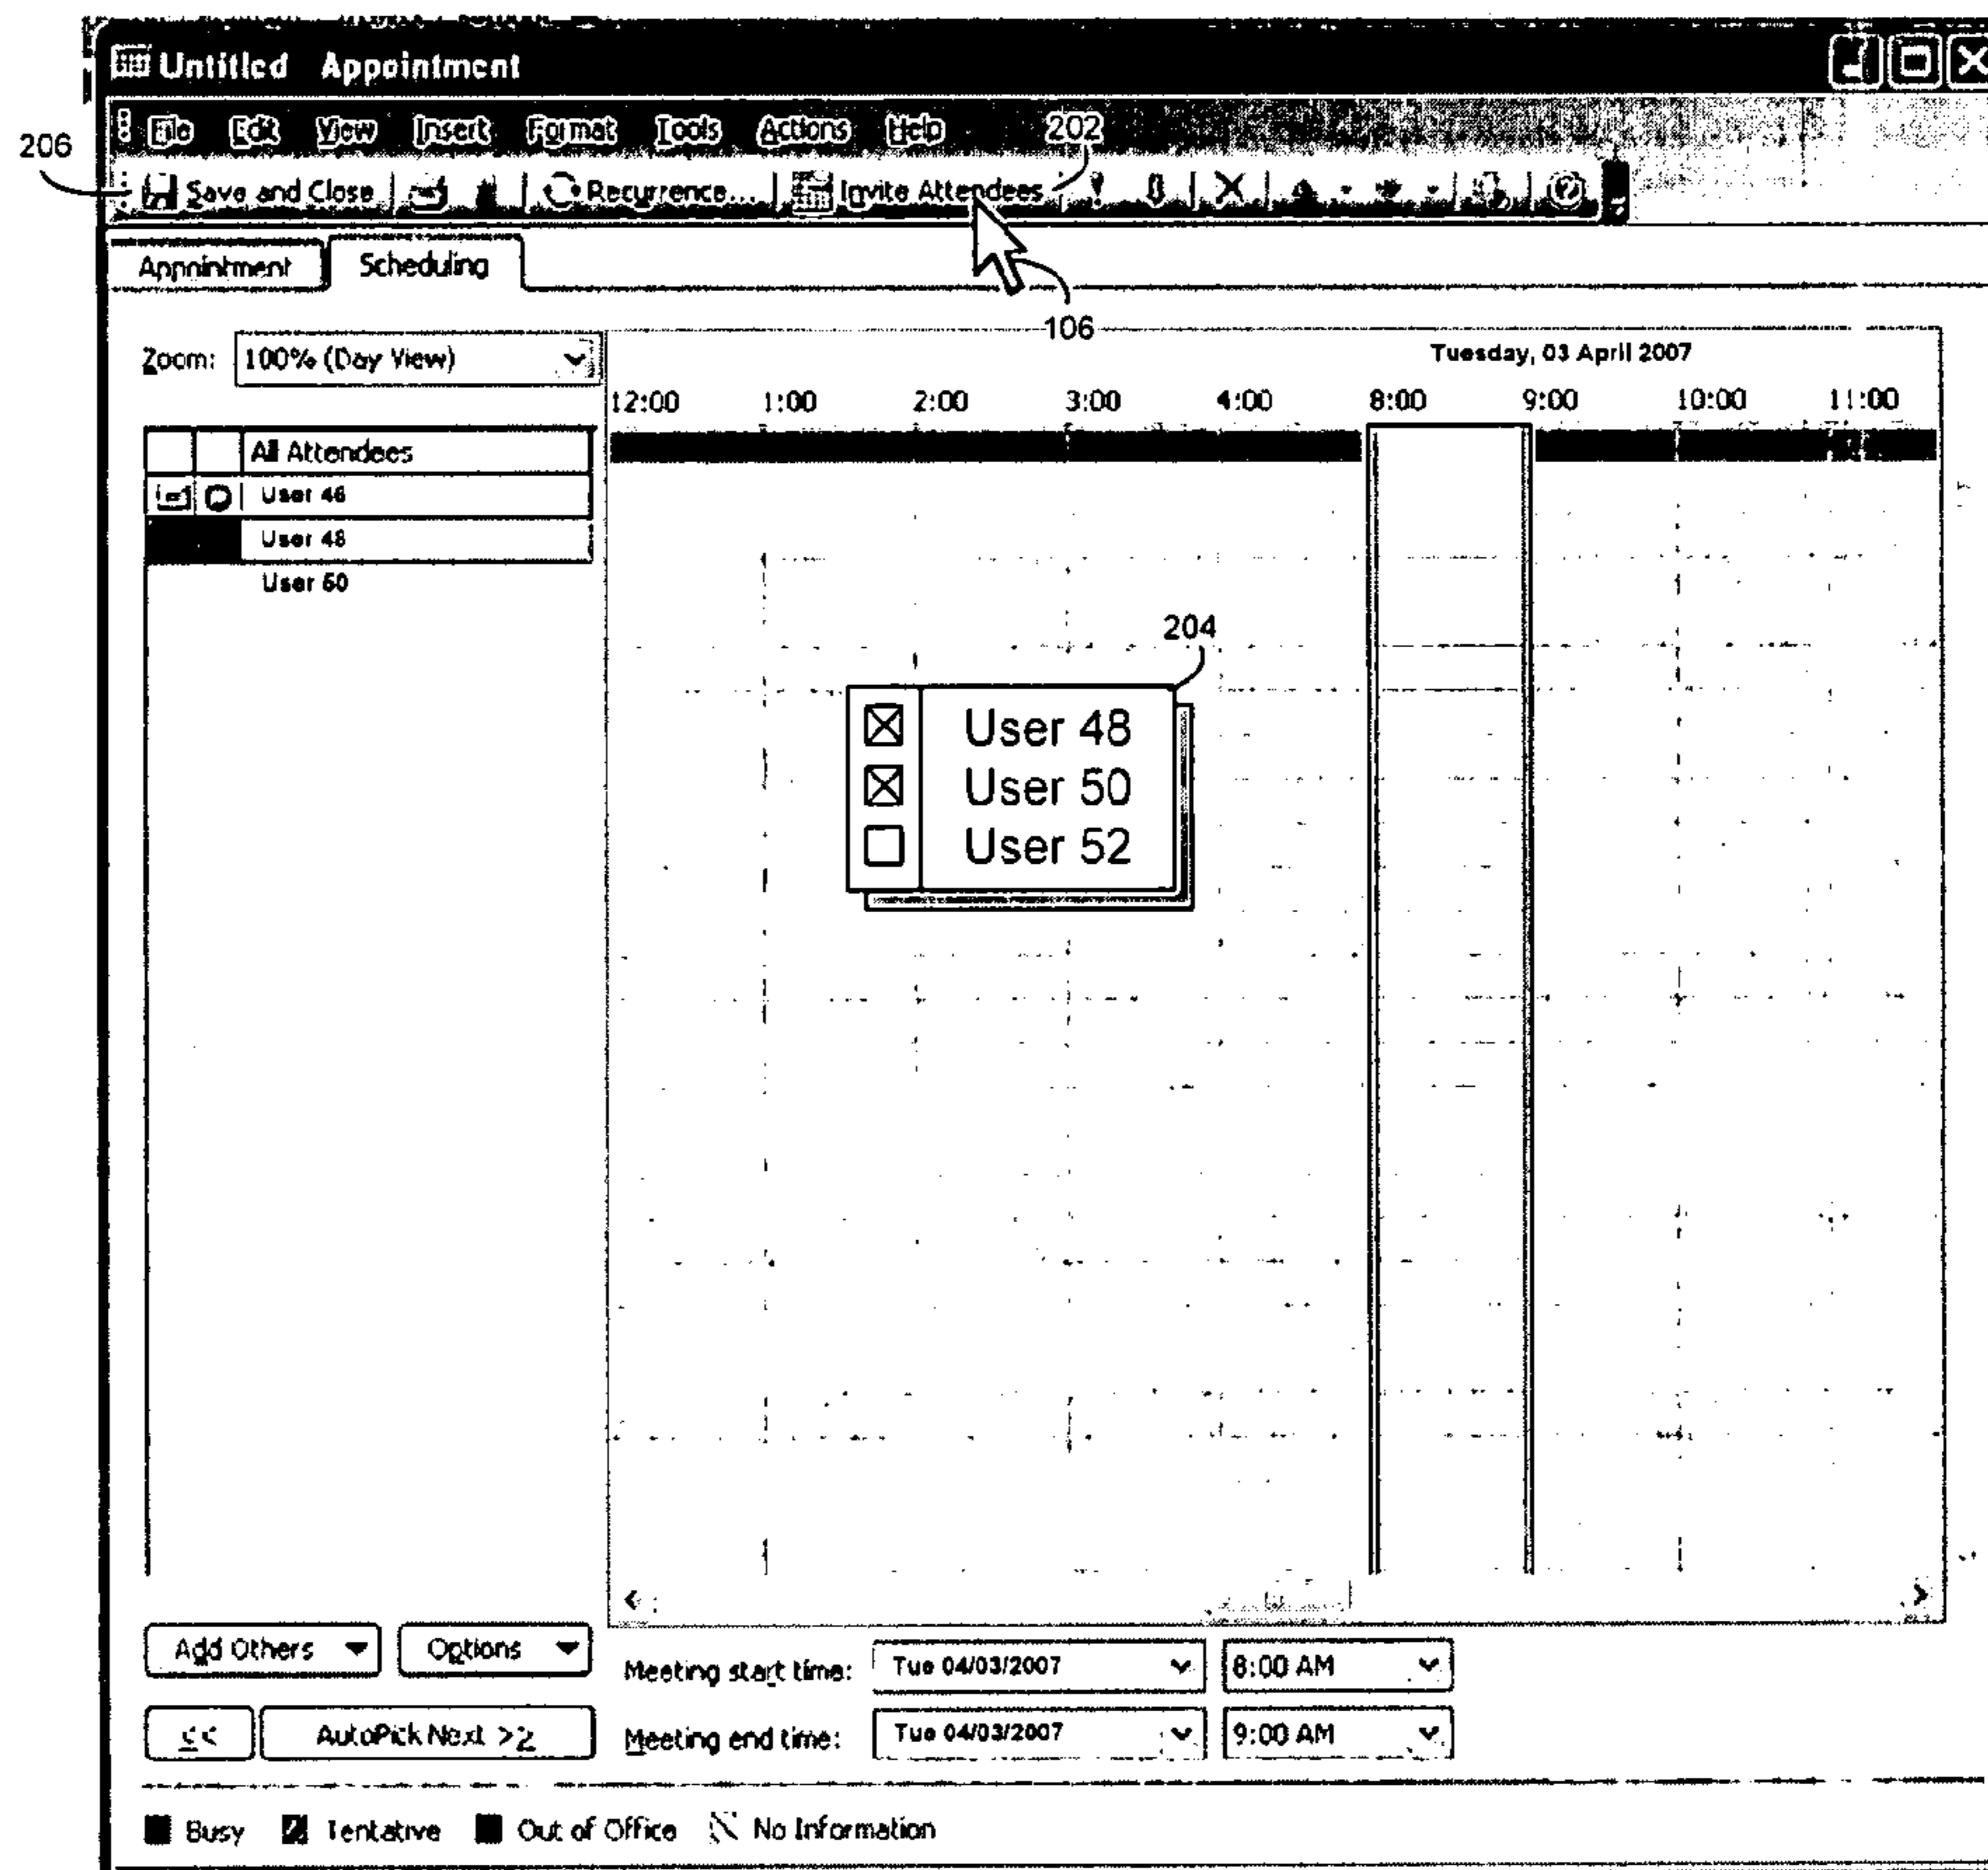 Untitled Appointment
File Edit View Insert Format Tools Actions Help 202
206 Save and Close Recurrence... Invite Attendees
Appointment Scheduling
106
Zoom: 100% (Day View)
Tuesday, 03 April 2007
12:00 1:00 2:00 3:00 4:00 8:00 9:00 10:00 11:00
All Attendees
User 46
User 48
User 50
204
User 48
User 50
User 52
Add Others Options Meeting start time: Tue 04/03/2007 8:00 AM
<< AutoPick Next >> Meeting end time: Tue 04/03/2007 9:00 AM
Busy Tentative Out of Office No Information